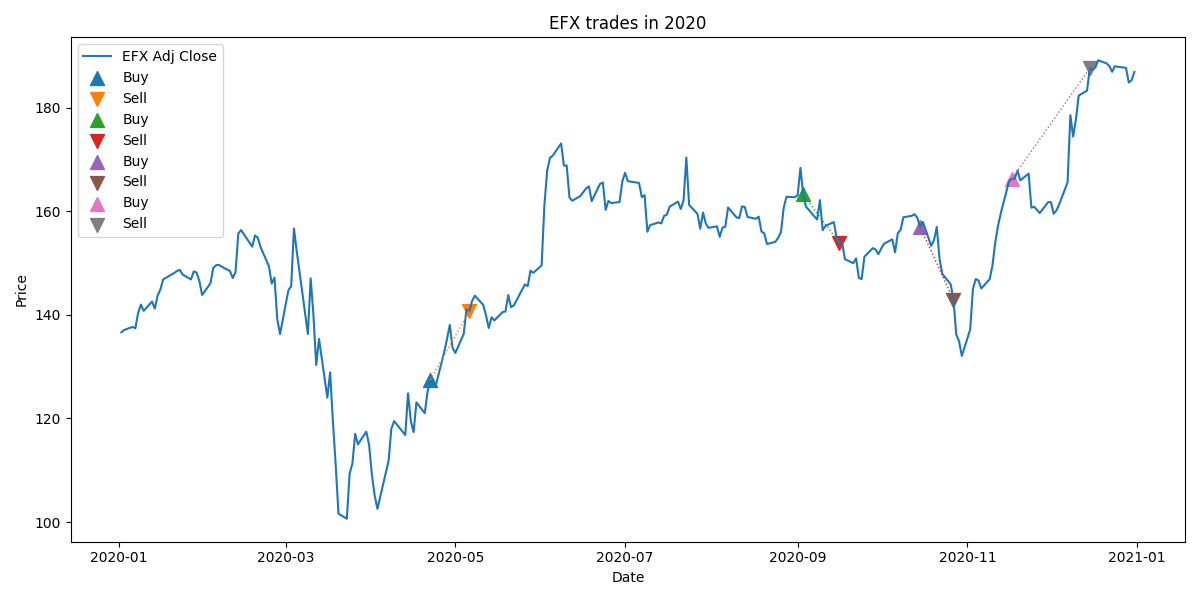 EFX trades in 2020
EFX Adj Close
Buy
Sell
Buy
Sell
Buy
Sell
Buy
Sell
Price
180
160
140
120
100
2020-01
2020-03
2020-05
2020-07
2020-09
2020-11
2021-01
Date